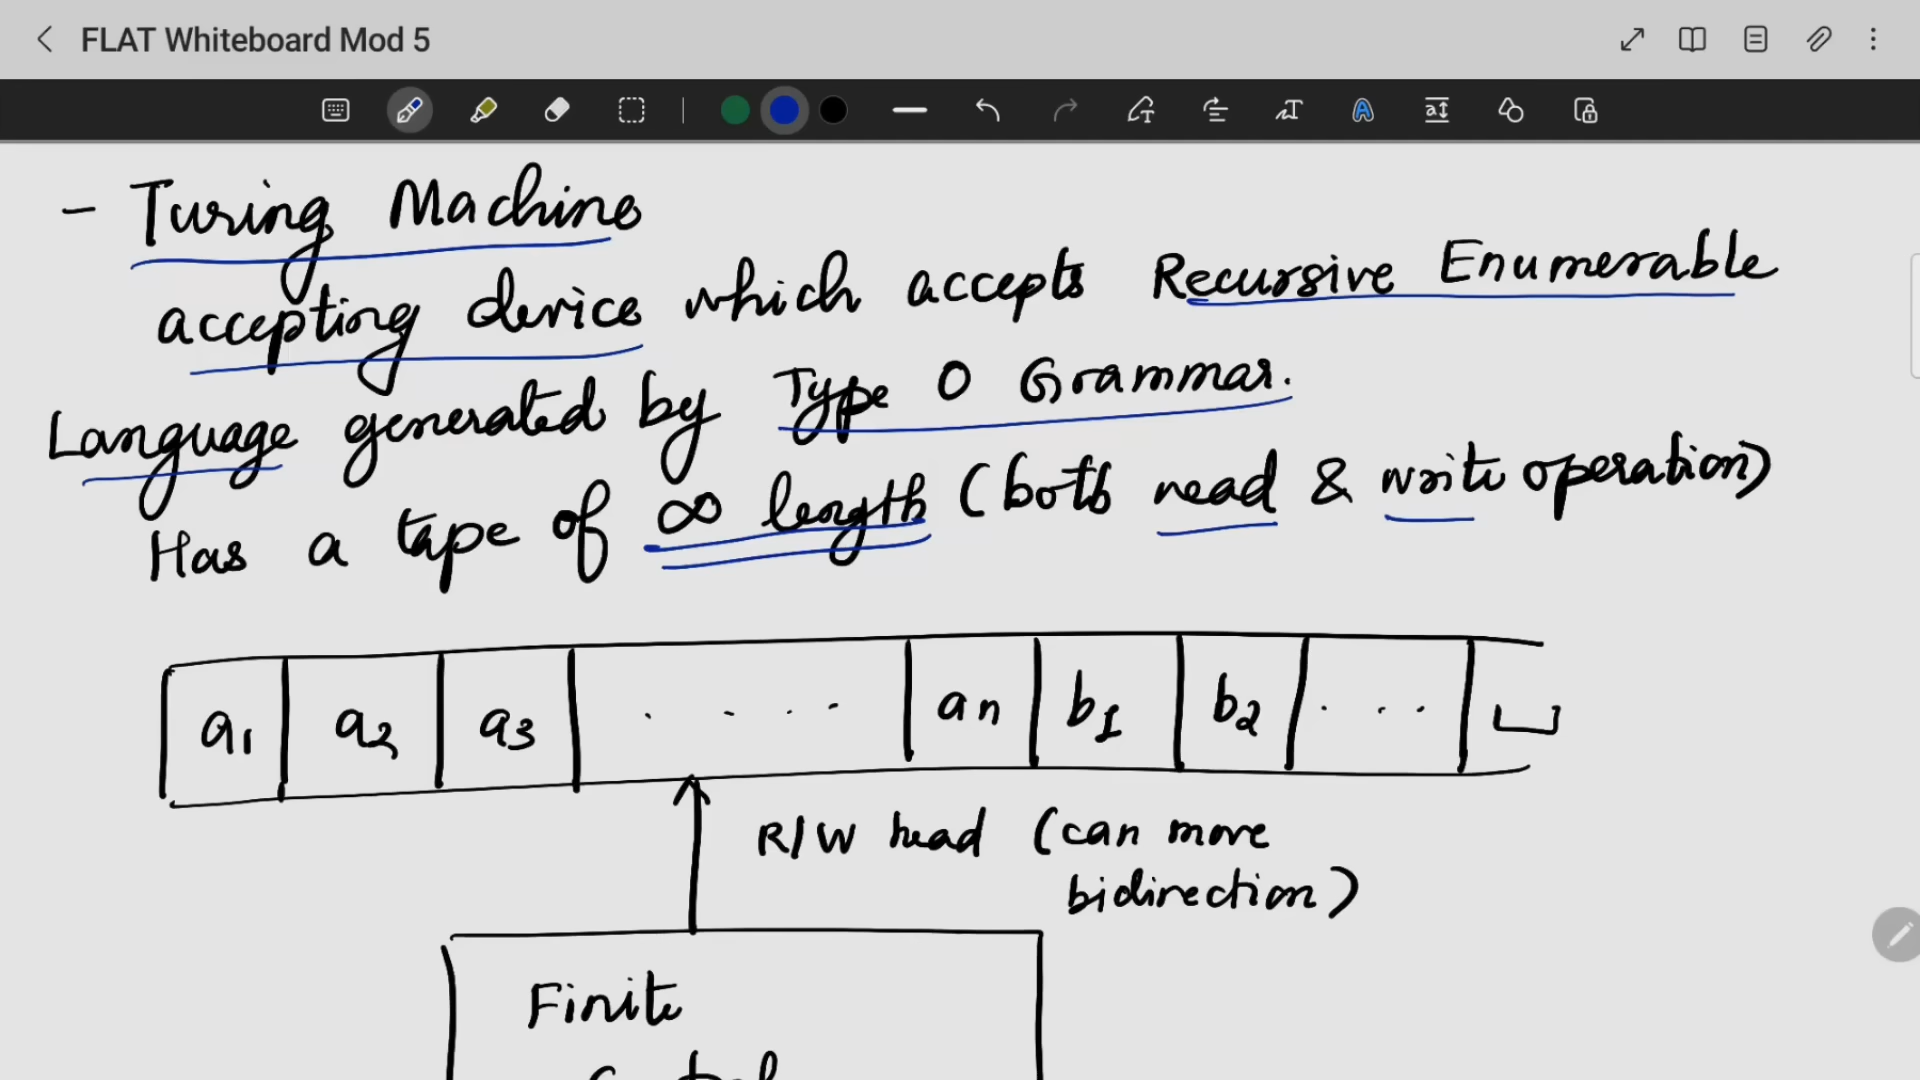 FLAT Whiteboard Mod 5
- Turing Machine
accepting device which accepts Recursive Enumerable
Language generated by Type 0 Grammar.
Has a tape of ∞ length (both read & write operation)
a1 a2 a3 . . . . an b1 b2 . . . ⊔
R/W head (can move
bidirection)
Finite
Control